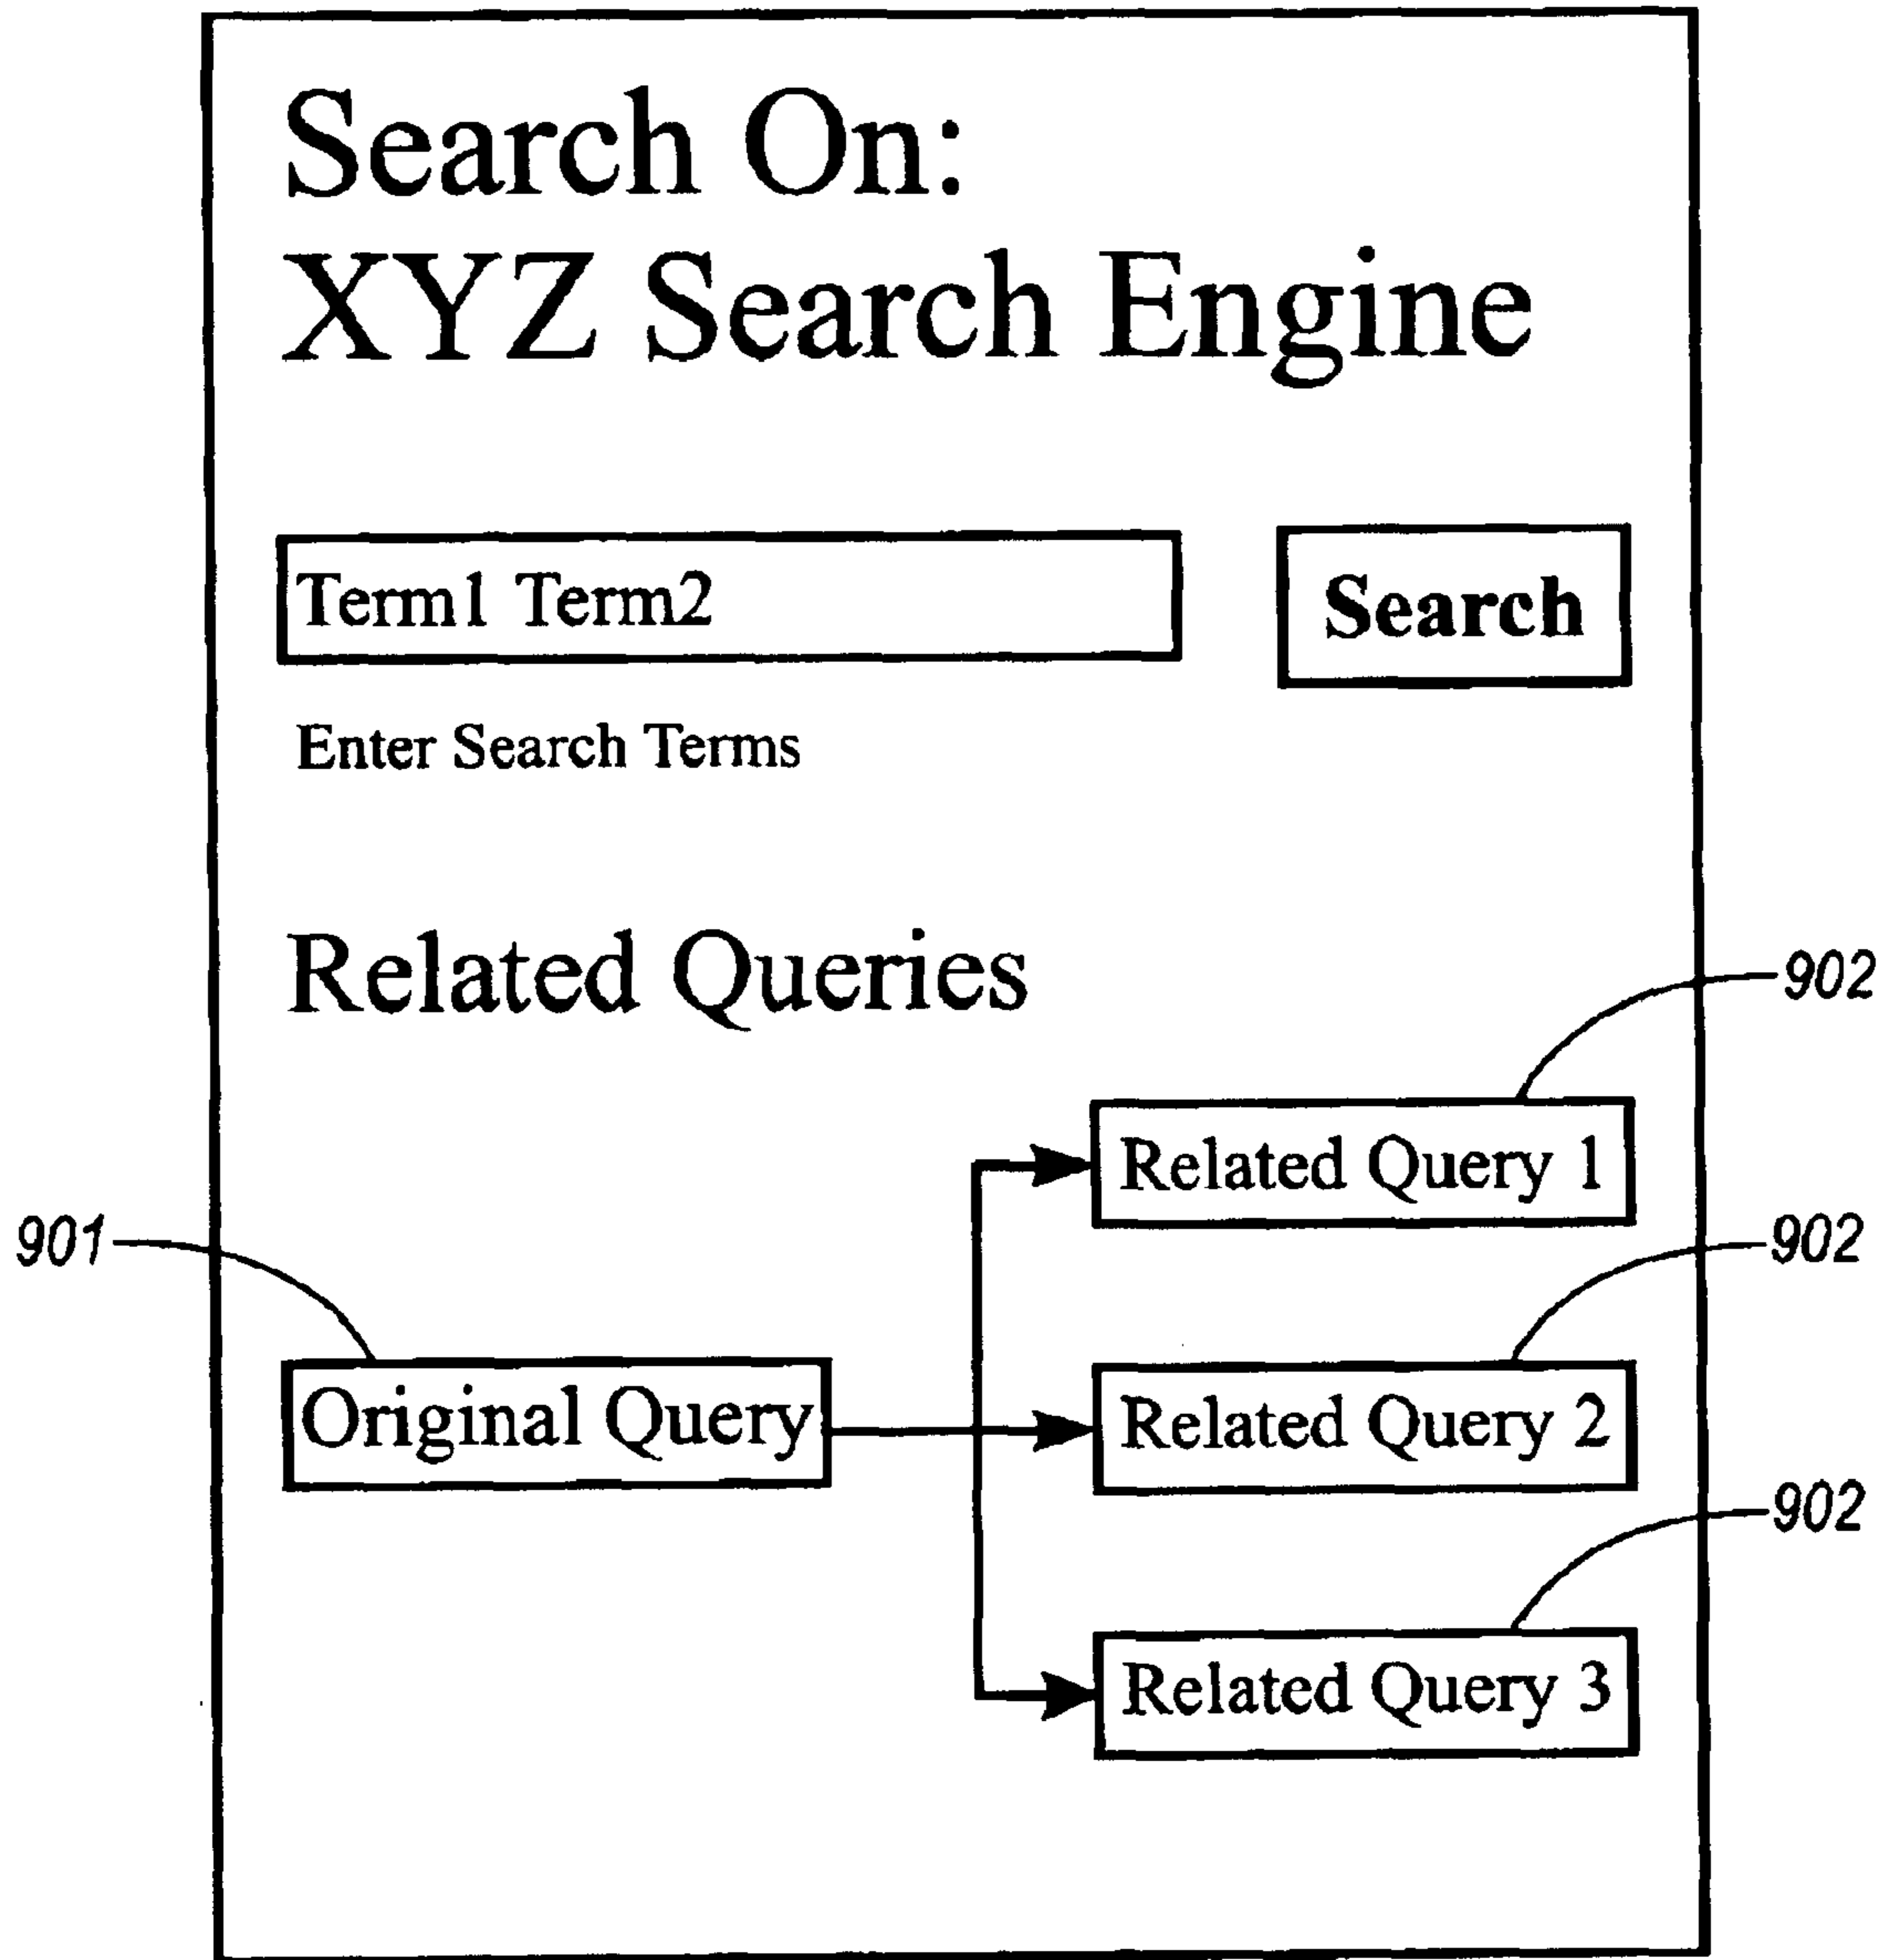 Search On:
XYZ Search Engine
Term1 Term2
Search
Enter Search Terms
Related Queries
902
Related Query 1
901
902
Original Query
Related Query 2
902
Related Query 3